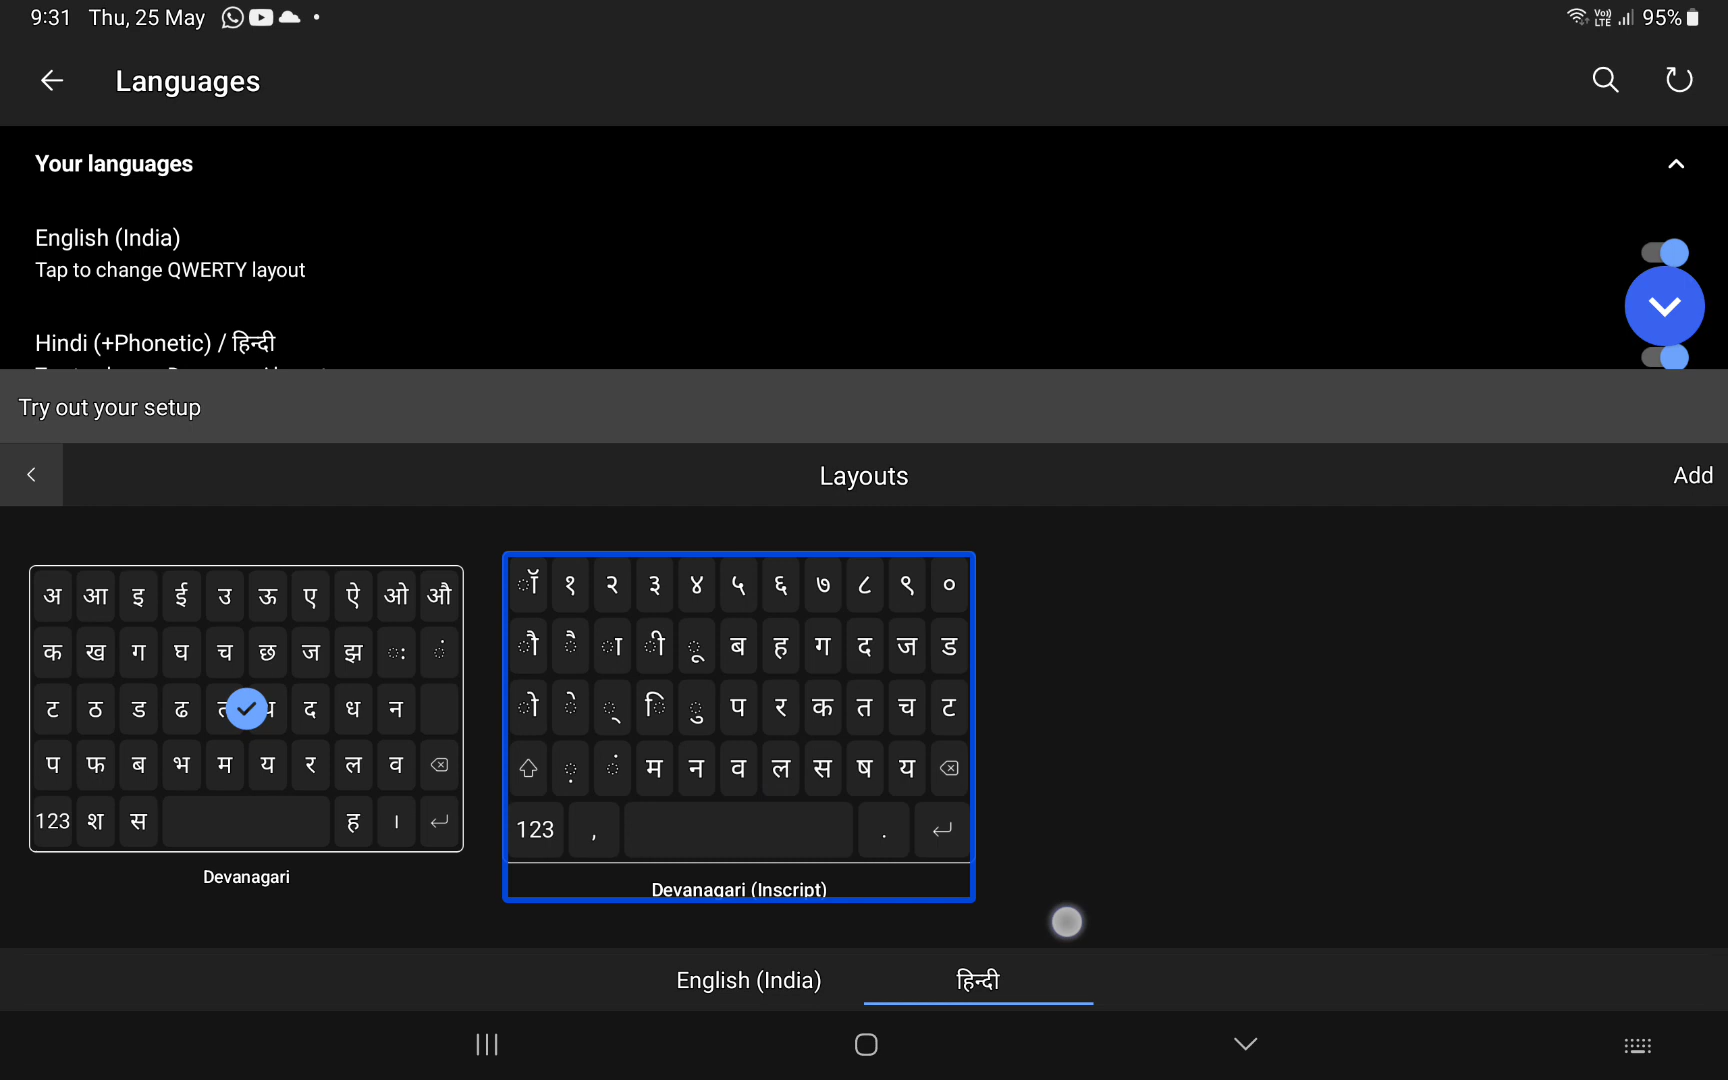 9:31 Thu, 25 May
Vo)) LTE 95%
Languages
Your languages
English (India)
Tap to change QWERTY layout
Hindi (+Phonetic) / हिन्दी
Try out your setup
Layouts
Add
अ आ इ ई उ ऊ ए ऐ ओ औ
क ख ग घ च छ ज झ ः ं
ट ठ ड ढ द ध न
प फ ब भ म य र ल व
123 श स ह ।
Devanagari
ॉ १ २ ३ ४ ५ ६ ७ ८ ९ ०
ौ ै ा ी ू ब ह ग द ज ड
ो े ् ि ु प र क त च ट
़ ं म न व ल स ष य
123 , .
Devanagari (Inscript)
English (India)
हिन्दी